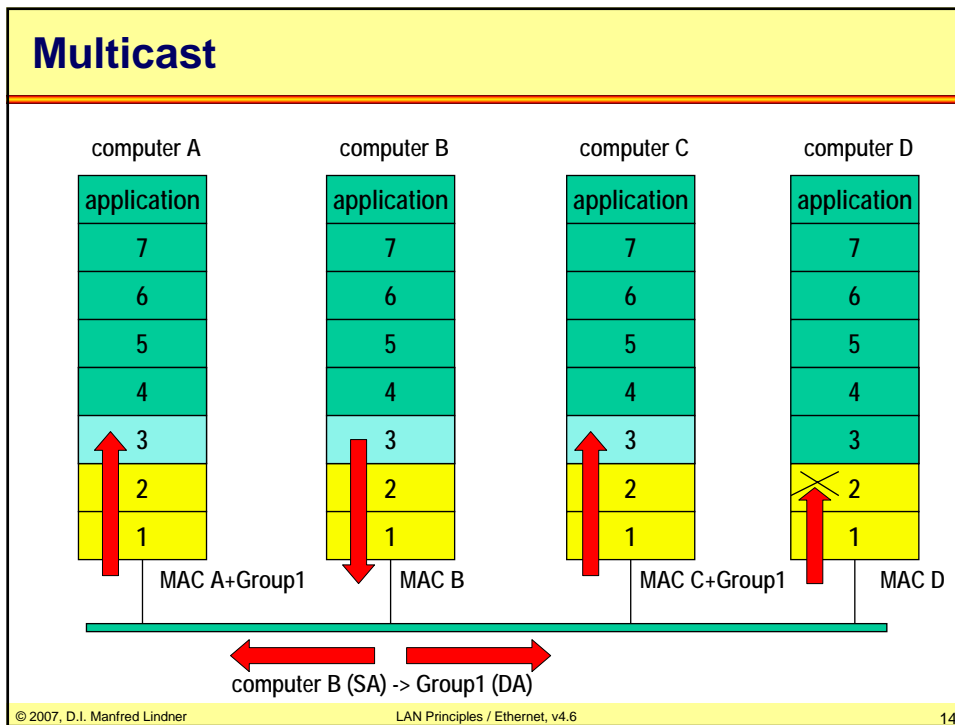 Multicast
computer A computer B computer C computer D
application application application application
7 7 7 7
6 6 6 6
5 5 5 5
4 4 4 4
3 3 3 3
2 2 2 2
1 1 1 1
MAC A+Group1 MAC B MAC C+Group1 MAC D
computer B (SA) -> Group1 (DA)
© 2007, D.I. Manfred Lindner LAN Principles / Ethernet, v4.6 14